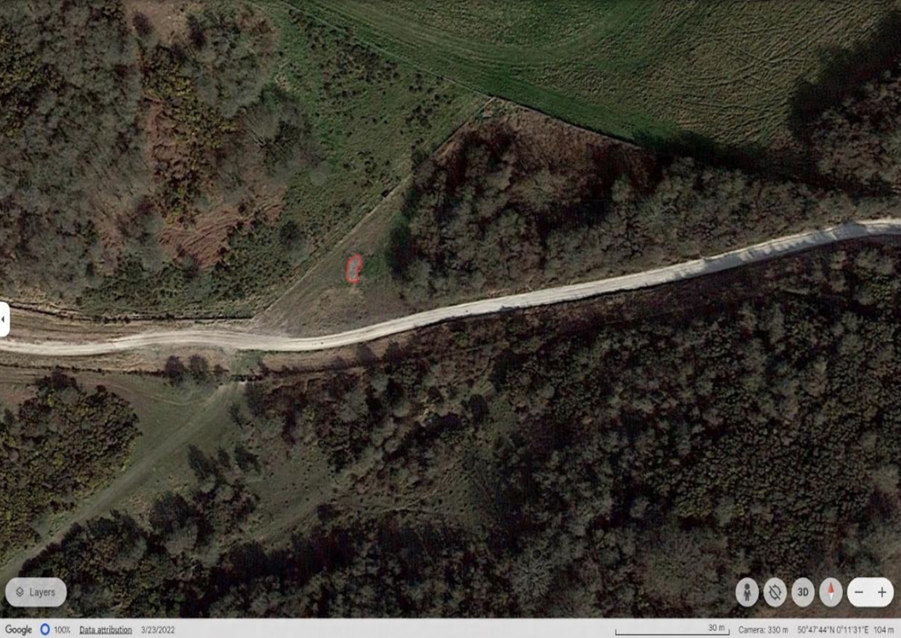 Layers
3D
Google 100% Data attribution 3/23/2022 30 m Camera: 330 m 50°47'44"N 0°11'31"E 104 m